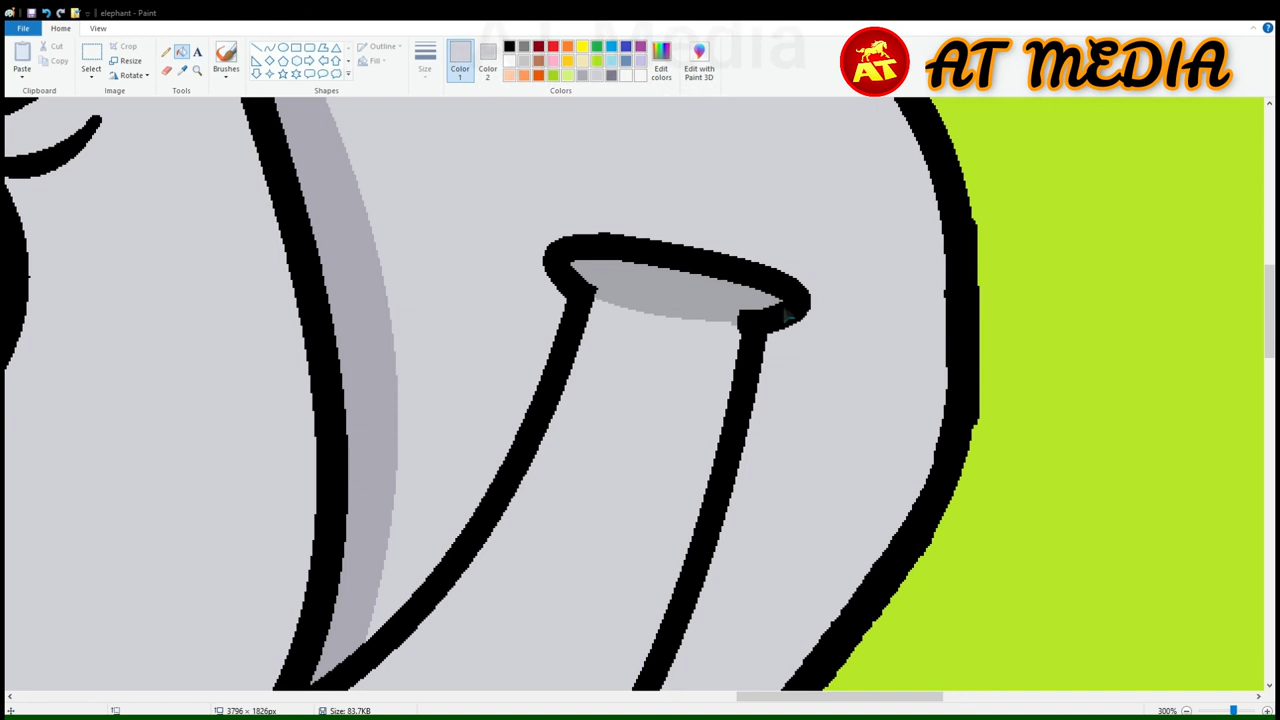 elephant - Paint
File Home View
Paste
Cut
Copy
Clipboard
Select
Crop
Resize
Rotate
Image
A
Tools
Brushes
Shapes
Outline
Fill
Size
Color 1
Color 2
Colors
Edit colors
Edit with Paint 3D
AT
AT MEDIA
3796 × 1826px
Size: 83.7KB
300%